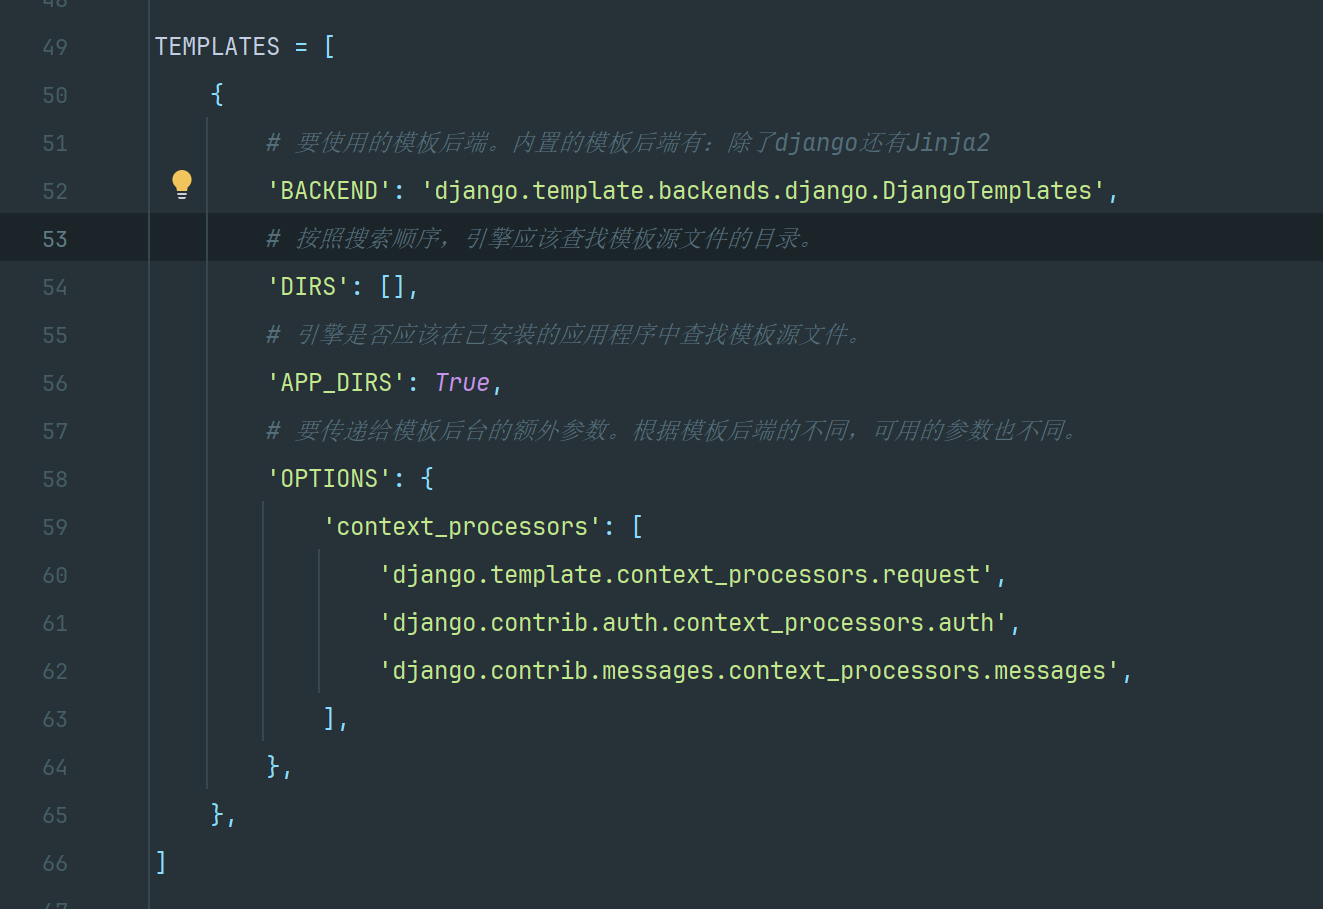 49 TEMPLATES = [
50 {
51 # 要使用的模板后端。内置的模板后端有：除了django还有Jinja2
52 'BACKEND': 'django.template.backends.django.DjangoTemplates',
53 # 按照搜索顺序，引擎应该查找模板源文件的目录。
54 'DIRS': [],
55 # 引擎是否应该在已安装的应用程序中查找模板源文件。
56 'APP_DIRS': True,
57 # 要传递给模板后台的额外参数。根据模板后端的不同，可用的参数也不同。
58 'OPTIONS': {
59 'context_processors': [
60 'django.template.context_processors.request',
61 'django.contrib.auth.context_processors.auth',
62 'django.contrib.messages.context_processors.messages',
63 ],
64 },
65 },
66 ]